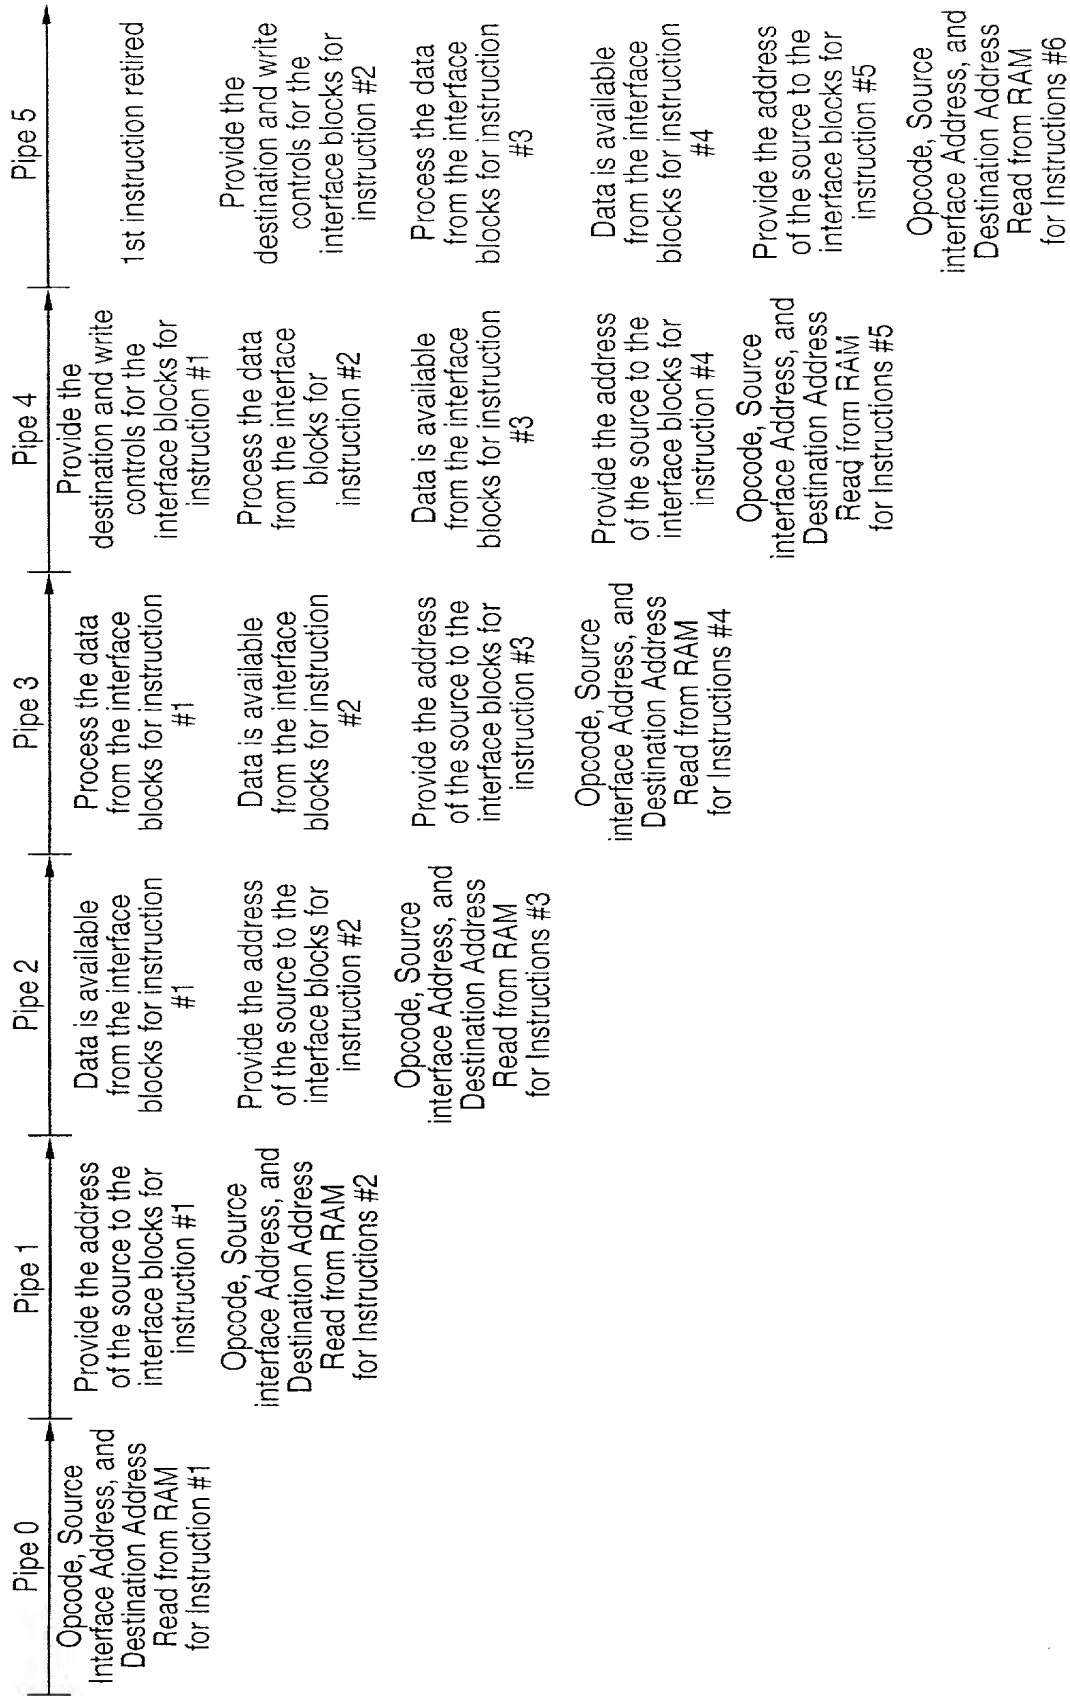 Pipe 0
Opcode, Source
Interface Address, and
Destination Address
Read from RAM
for Instruction #1
Pipe 1
Provide the address
of the source to the
interface blocks for
instruction #1
Opcode, Source
interface Address, and
Destination Address
Read from RAM
for Instructions #2
Pipe 2
Data is available
from the interface
blocks for instruction
#1
Provide the address
of the source to the
interface blocks for
instruction #2
Opcode, Source
interface Address, and
Destination Address
Read from RAM
for Instructions #3
Pipe 3
Process the data
from the interface
blocks for instruction
#1
Data is available
from the interface
blocks for instruction
#2
Provide the address
of the source to the
interface blocks for
instruction #3
Opcode, Source
interface Address, and
Destination Address
Read from RAM
for Instructions #4
Pipe 4
Provide the
destination and write
controls for the
interface blocks for
instruction #1
Process the data
from the interface
blocks for
instruction #2
Data is available
from the interface
blocks for instruction
#3
Provide the address
of the source to the
interface blocks for
instruction #4
Opcode, Source
interface Address, and
Destination Address
Read from RAM
for Instructions #5
Pipe 5
1st instruction retired
Provide the
destination and write
controls for the
interface blocks for
instruction #2
Process the data
from the interface
blocks for instruction
#3
Data is available
from the interface
blocks for instruction
#4
Provide the address
of the source to the
interface blocks for
instruction #5
Opcode, Source
interface Address, and
Destination Address
Read from RAM
for Instructions #6